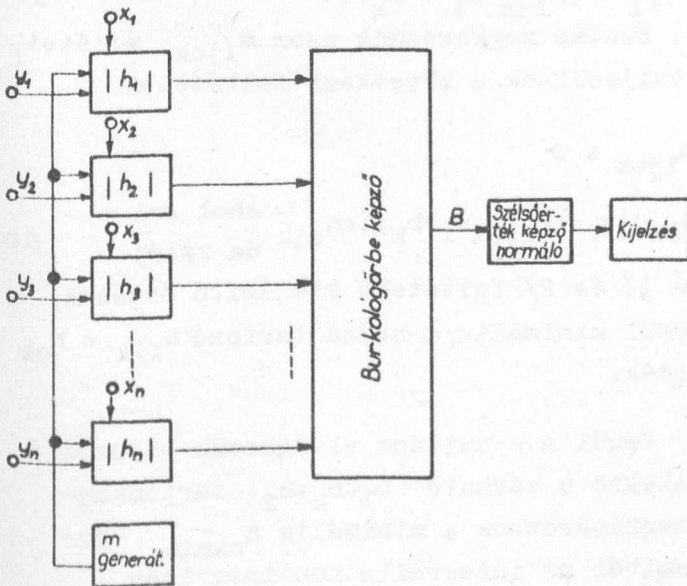 x₁
y₁
|h₁|
x₂
y₂
|h₂|
x₃
y₃
|h₃|
xₙ
yₙ
|hₙ|
m
generát.
Burkológörbe képző
B
Szélsőér-
ték képző
normáló
Kijelzés